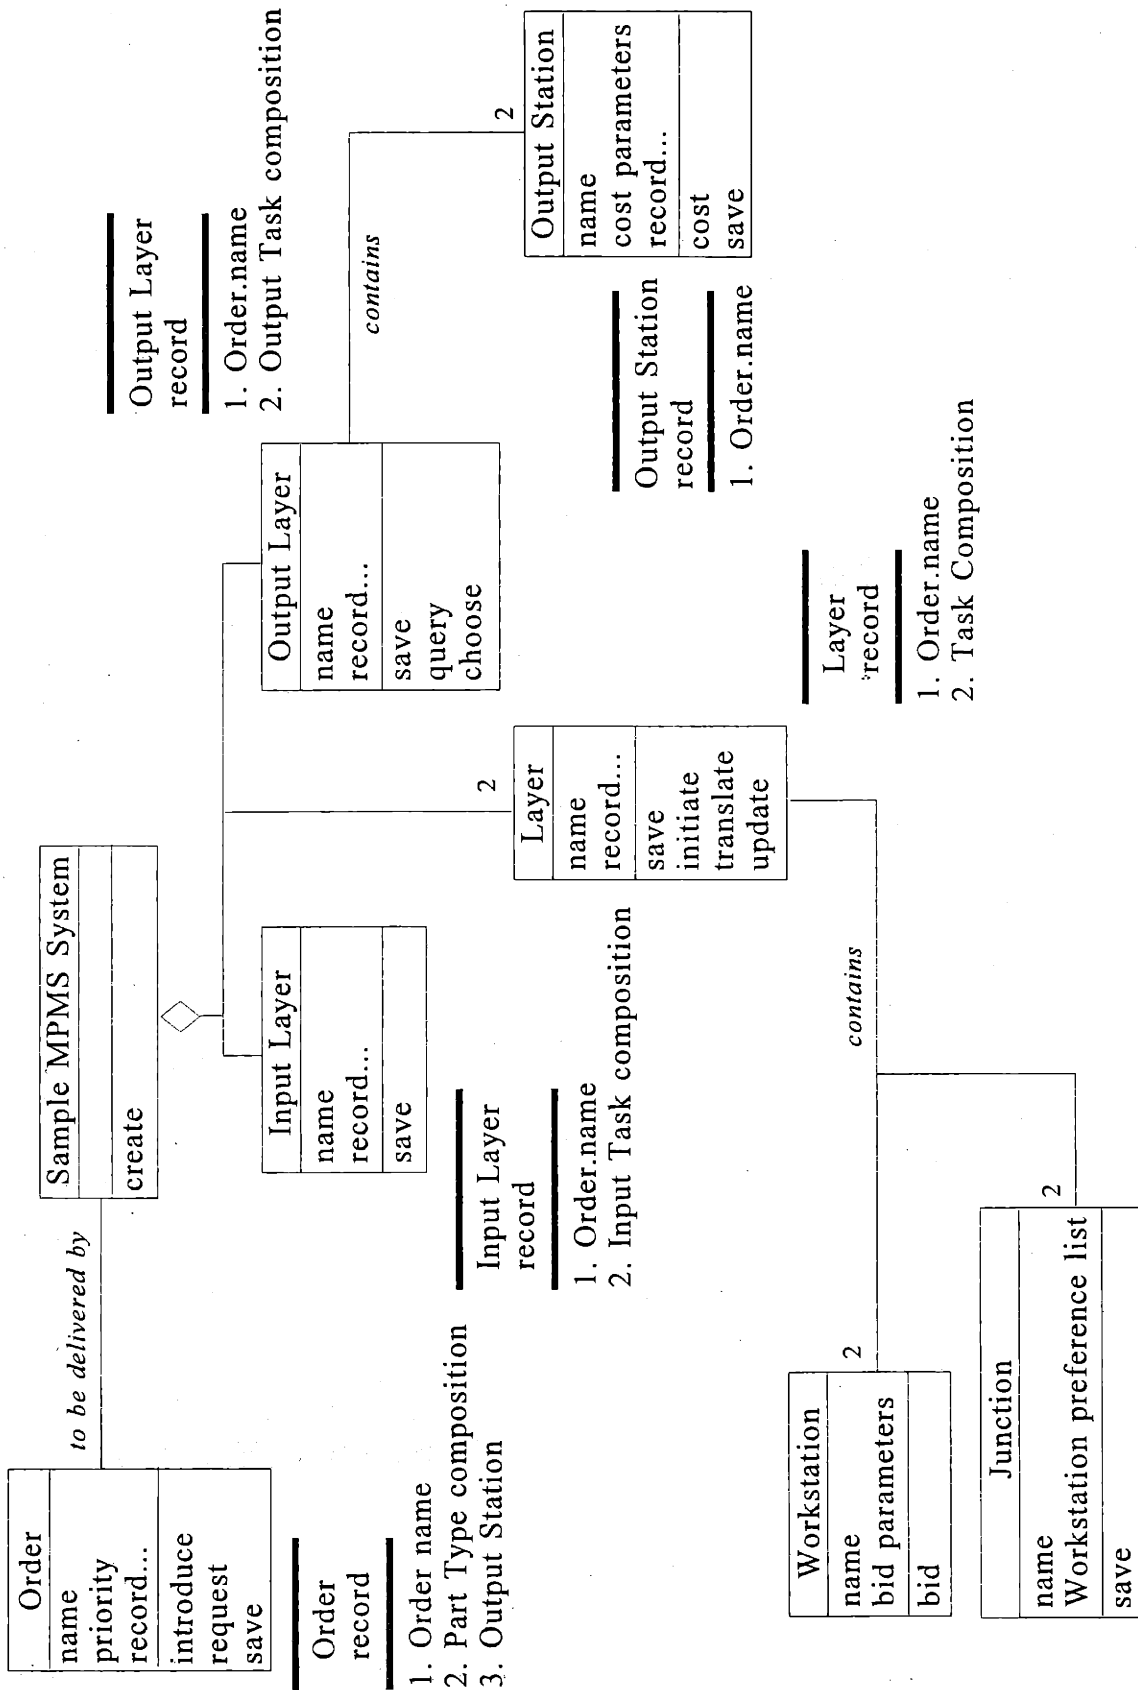 Order
name
priority
record...
introduce
request
save
to be delivered by
Sample MPMS System
create
Order
record
1. Order name
2. Part Type composition
3. Output Station
Input Layer
name
record...
save
Input Layer
record
1. Order.name
2. Input Task composition
Output Layer
name
record...
save
query
choose
Output Layer
record
1. Order.name
2. Output Task composition
contains
2
Output Station
name
cost parameters
record...
cost
save
Output Station
record
1. Order.name
2
Layer
name
record...
save
initiate
translate
update
Layer
record
1. Order.name
2. Task Composition
contains
2
Workstation
name
bid parameters
bid
2
Junction
name
Workstation preference list
save